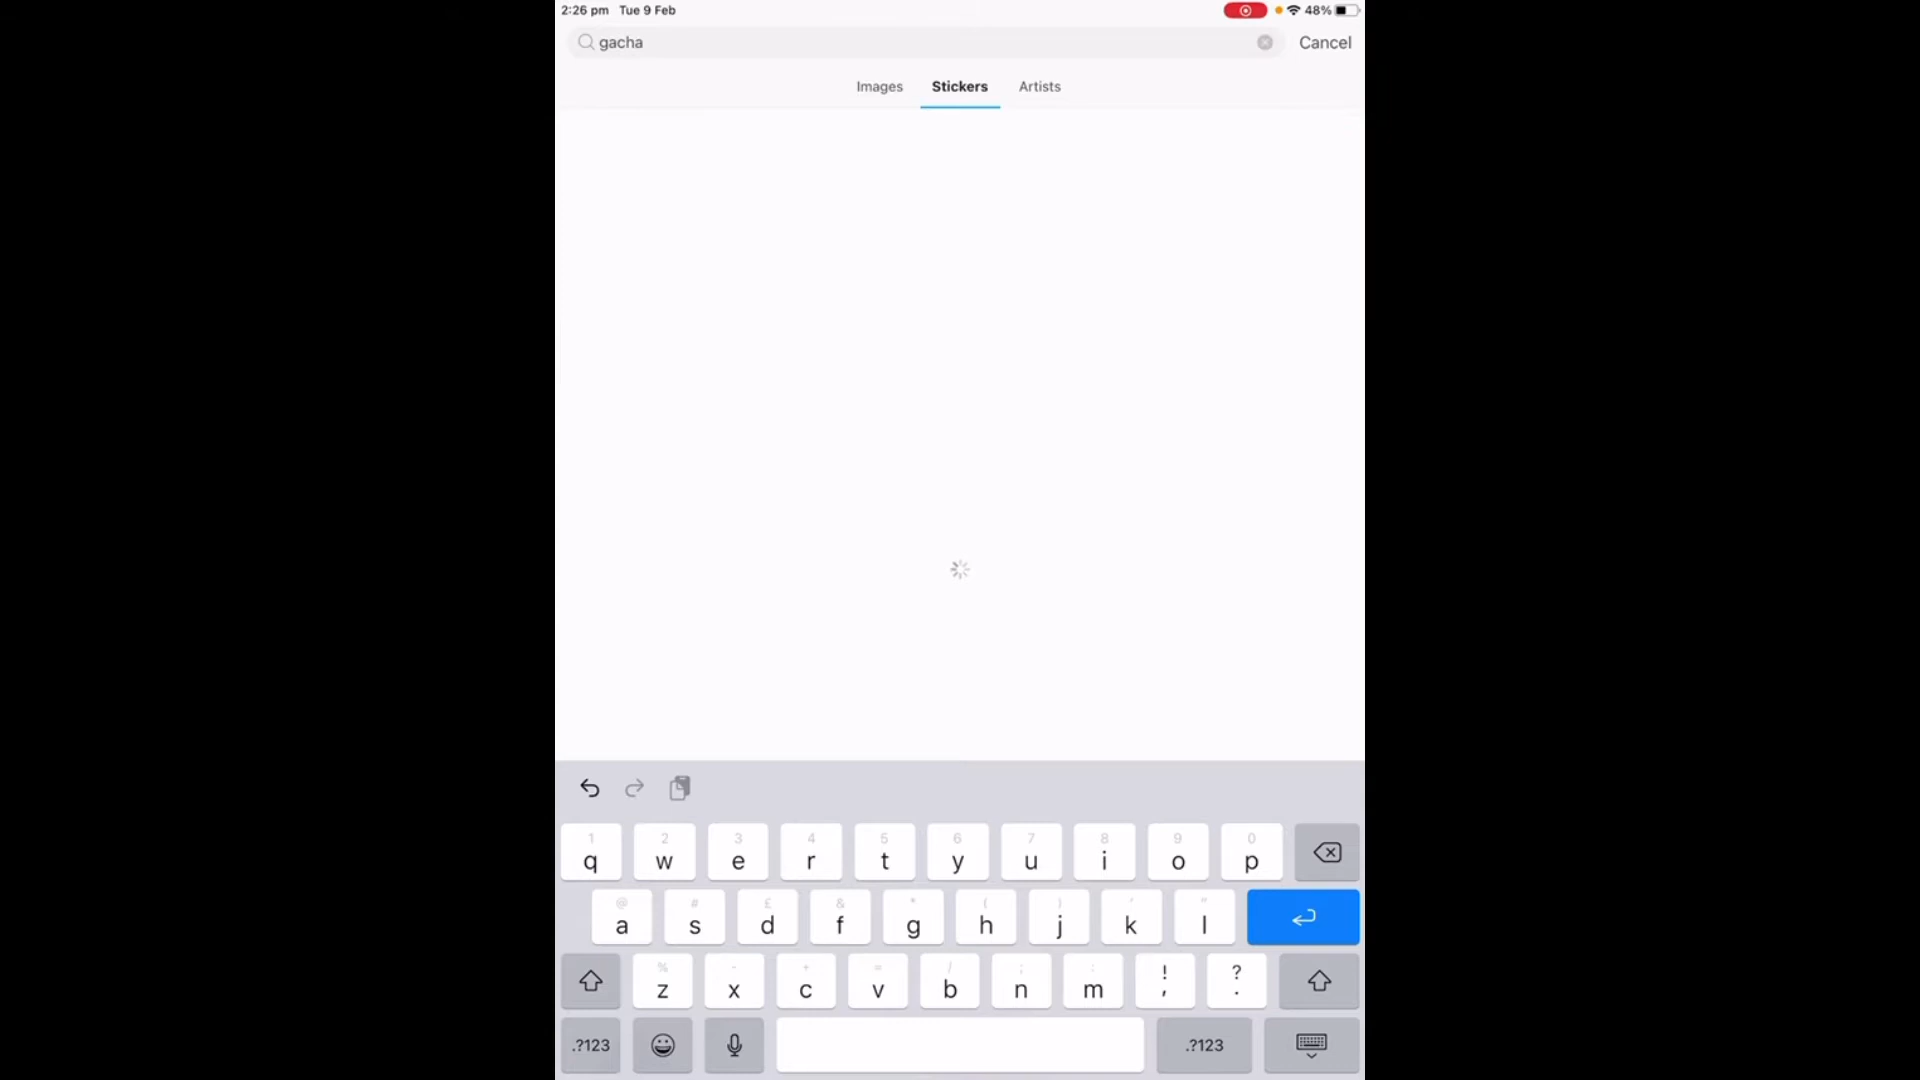 2:26 pm Tue 9 Feb 48%
gacha Cancel
Images Stickers Artists
1 2 3 4 5 6 7 8 9 0
q w e r t y u i o p
@ # £ & * ( ) ' "
a s d f g h j k l
% - + = / ; : ! ?
z x c v b n m , .
.?123 .?123